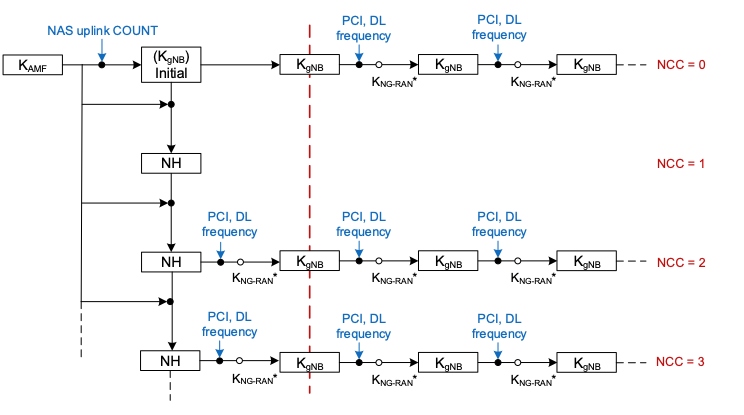 NAS uplink COUNT
PCI, DL
frequency
PCI, DL
frequency
KAMF
(KgNB)
Initial
KgNB
KNG-RAN*
KgNB
KNG-RAN*
KgNB
NCC = 0
NH
NCC = 1
PCI, DL
frequency
PCI, DL
frequency
PCI, DL
frequency
NH
KNG-RAN*
KgNB
KNG-RAN*
KgNB
KNG-RAN*
KgNB
NCC = 2
PCI, DL
frequency
PCI, DL
frequency
PCI, DL
frequency
NH
KNG-RAN*
KgNB
KNG-RAN*
KgNB
KNG-RAN*
KgNB
NCC = 3